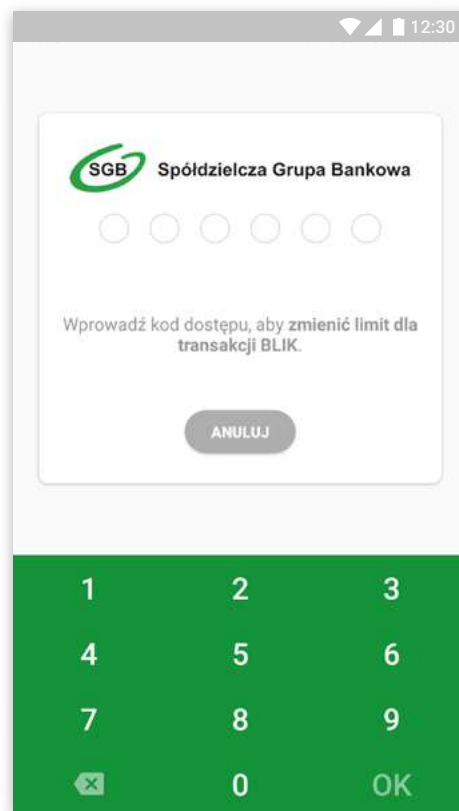 12:30
SGB Spółdzielcza Grupa Bankowa
Wprowadź kod dostępu, aby zmienić limit dla
transakcji BLIK.
ANULUJ
1 2 3
4 5 6
7 8 9
0 OK